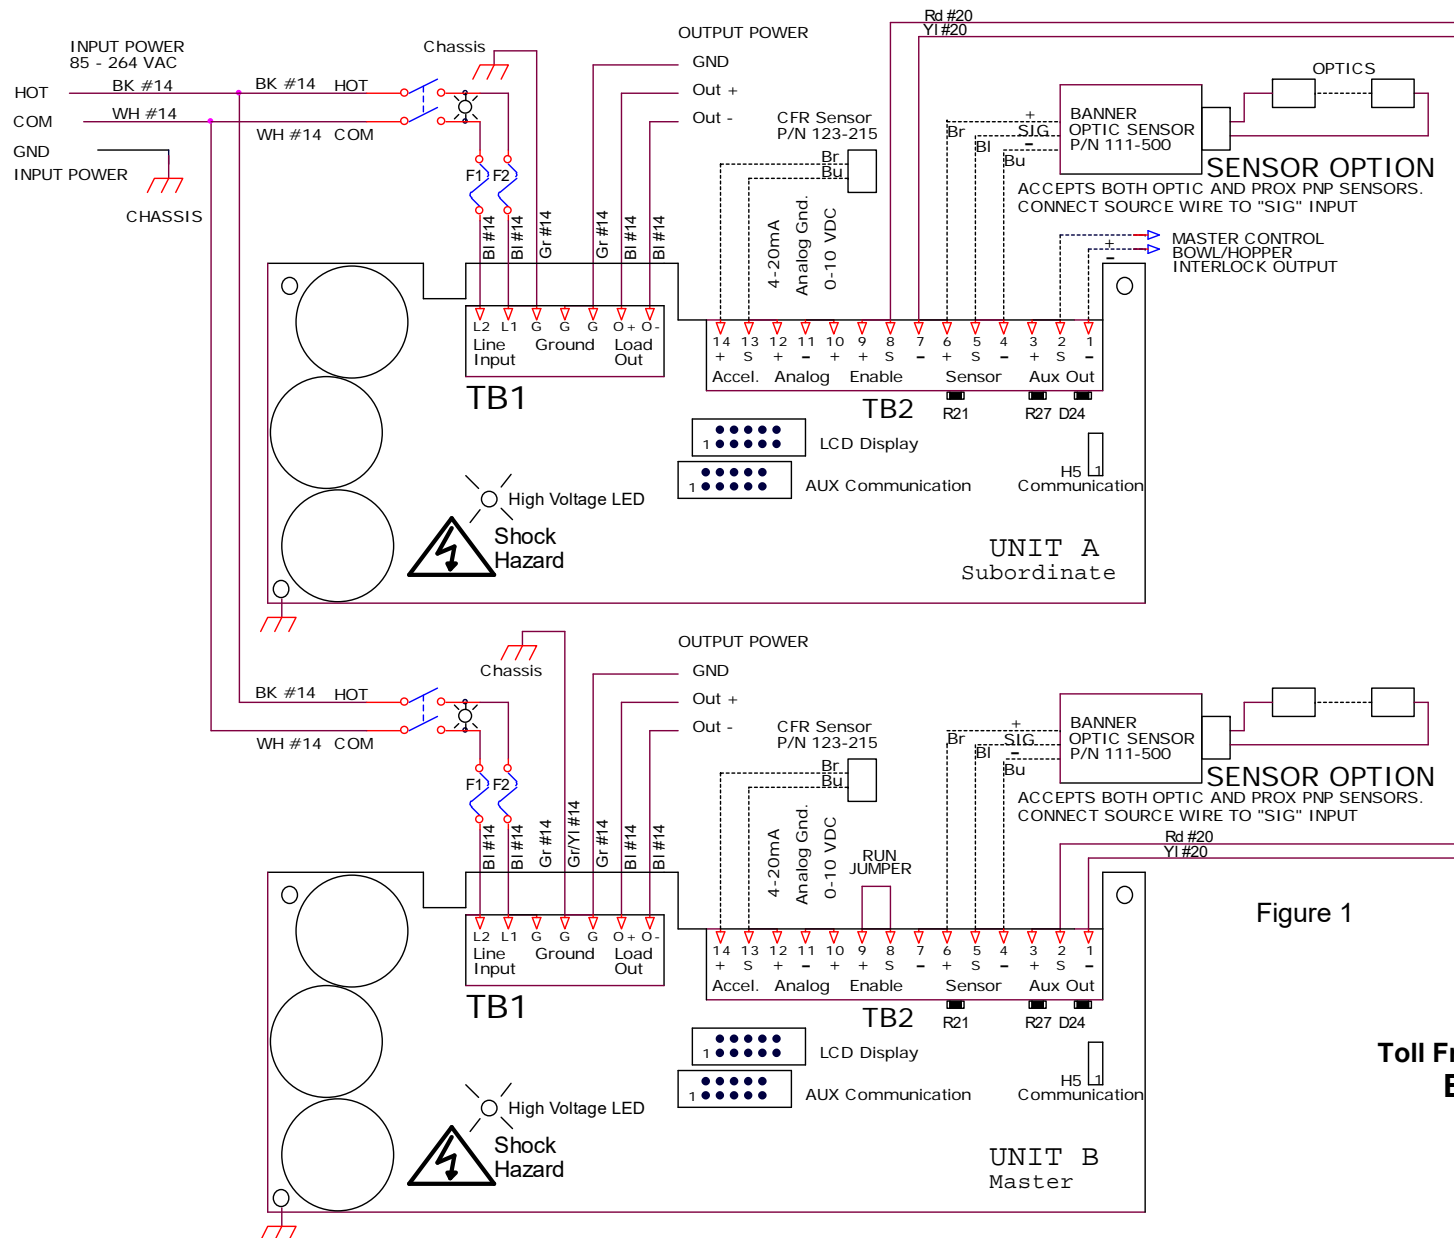 Rd #20
Yl #20
INPUT POWER
85 - 264 VAC
HOT
BK #14
BK #14 HOT
COM
WH #14
WH #14 COM
GND
INPUT POWER
CHASSIS
Chassis
OUTPUT POWER
GND
Out +
Out -
F1
F2
Bl #14
Bl #14
Gr #14
Gr #14
Bl #14
Bl #14
CFR Sensor
P/N 123-215
Br
Bu
4-20mA
Analog Gnd.
0-10 VDC
+
SIG
-
Br
Bl
Bu
BANNER
OPTIC SENSOR
P/N 111-500
OPTICS
SENSOR OPTION
ACCEPTS BOTH OPTIC AND PROX PNP SENSORS.
CONNECT SOURCE WIRE TO "SIG" INPUT
+
-
MASTER CONTROL
BOWL/HOPPER
INTERLOCK OUTPUT
L2 L1 G G G O+ O-
Line Input
Ground
Load Out
TB1
14 13 12 11 10 9 8 7 6 5 4 3 2 1
+ S + - + + S - + S - + S -
Accel. Analog Enable Sensor Aux Out
TB2
R21
R27 D24
1
LCD Display
1
AUX Communication
H5 1
Communication
High Voltage LED
Shock
Hazard
UNIT A
Subordinate
Chassis
OUTPUT POWER
GND
Out +
Out -
BK #14 HOT
WH #14 COM
F1
F2
Bl #14
Bl #14
Gr #14
Gr/Yl #14
Gr #14
Bl #14
Bl #14
CFR Sensor
P/N 123-215
Br
Bu
4-20mA
Analog Gnd.
0-10 VDC
RUN
JUMPER
+
SIG
-
Br
Bl
Bu
BANNER
OPTIC SENSOR
P/N 111-500
SENSOR OPTION
ACCEPTS BOTH OPTIC AND PROX PNP SENSORS.
CONNECT SOURCE WIRE TO "SIG" INPUT
Rd #20
Yl #20
Figure 1
L2 L1 G G G O+ O-
Line Input
Ground
Load Out
TB1
14 13 12 11 10 9 8 7 6 5 4 3 2 1
+ S + - + + S - + S - + S -
Accel. Analog Enable Sensor Aux Out
TB2
R21
R27 D24
1
LCD Display
1
AUX Communication
H5 1
Communication
High Voltage LED
Shock
Hazard
UNIT B
Master
Toll Fr
E